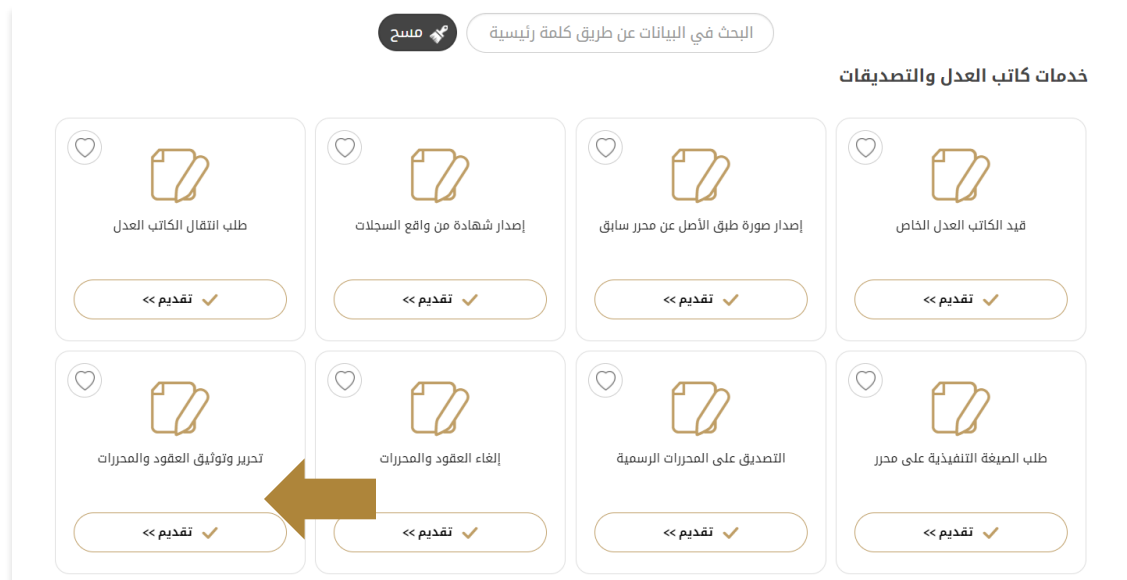 البحث في البيانات عن طريق كلمة رئيسية
مسح
خدمات كاتب العدل والتصديقات
قيد الكاتب العدل الخاص
تقديم >>
إصدار صورة طبق الأصل عن محرر سابق
تقديم >>
إصدار شهادة من واقع السجلات
تقديم >>
طلب انتقال الكاتب العدل
تقديم >>
طلب الصيغة التنفيذية على محرر
تقديم >>
التصديق على المحررات الرسمية
تقديم >>
إلغاء العقود والمحررات
تقديم >>
تحرير وتوثيق العقود والمحررات
تقديم >>